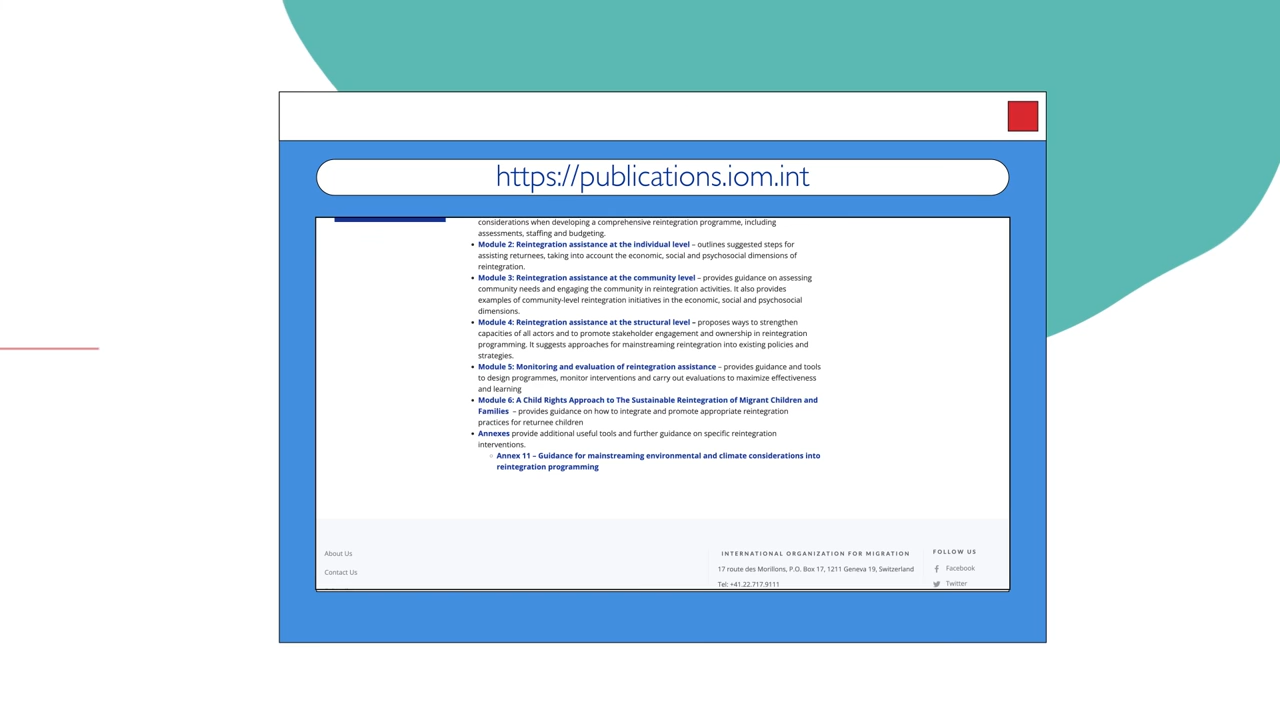 https://publications.iom.int
considerations when developing a comprehensive reintegration programme, including
assessments, staffing and budgeting.
• Module 2: Reintegration assistance at the individual level – outlines suggested steps for
assisting returnees, taking into account the economic, social and psychosocial dimensions of
reintegration.
• Module 3: Reintegration assistance at the community level – provides guidance on assessing
community needs and engaging the community in reintegration activities. It also provides
examples of community-level reintegration initiatives in the economic, social and psychosocial
dimensions.
• Module 4: Reintegration assistance at the structural level – proposes ways to strengthen
capacities of all actors and to promote stakeholder engagement and ownership in reintegration
programming. It suggests approaches for mainstreaming reintegration into existing policies and
strategies.
• Module 5: Monitoring and evaluation of reintegration assistance – provides guidance and tools
to design programmes, monitor interventions and carry out evaluations to maximize effectiveness
and learning
• Module 6: A Child Rights Approach to The Sustainable Reintegration of Migrant Children and
Families – provides guidance on how to integrate and promote appropriate reintegration
practices for returnee children
• Annexes provide additional useful tools and further guidance on specific reintegration
interventions.
Annex 11 – Guidance for mainstreaming environmental and climate considerations into
reintegration programming
About Us
Contact Us
INTERNATIONAL ORGANIZATION FOR MIGRATION
17 route des Morillons, P.O. Box 17, 1211 Geneva 19, Switzerland
Tel: +41.22.717.9111
FOLLOW US
Facebook
Twitter